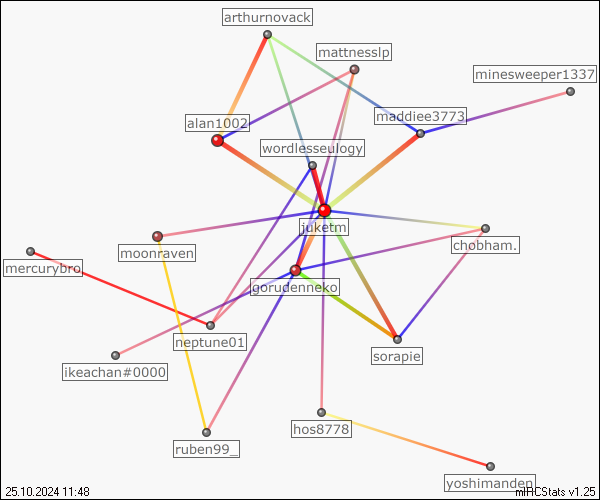 arthurnovack
mattnesslp
minesweeper1337
maddiee3773
alan1002
wordlesseulogy
juketm
chobham.
moonraven
mercurybro
gorudenneko
neptune01
sorapie
ikeachan#0000
hos8778
ruben99_
yoshimanden
25.10.2024 11:48
mIRCStats v1.25